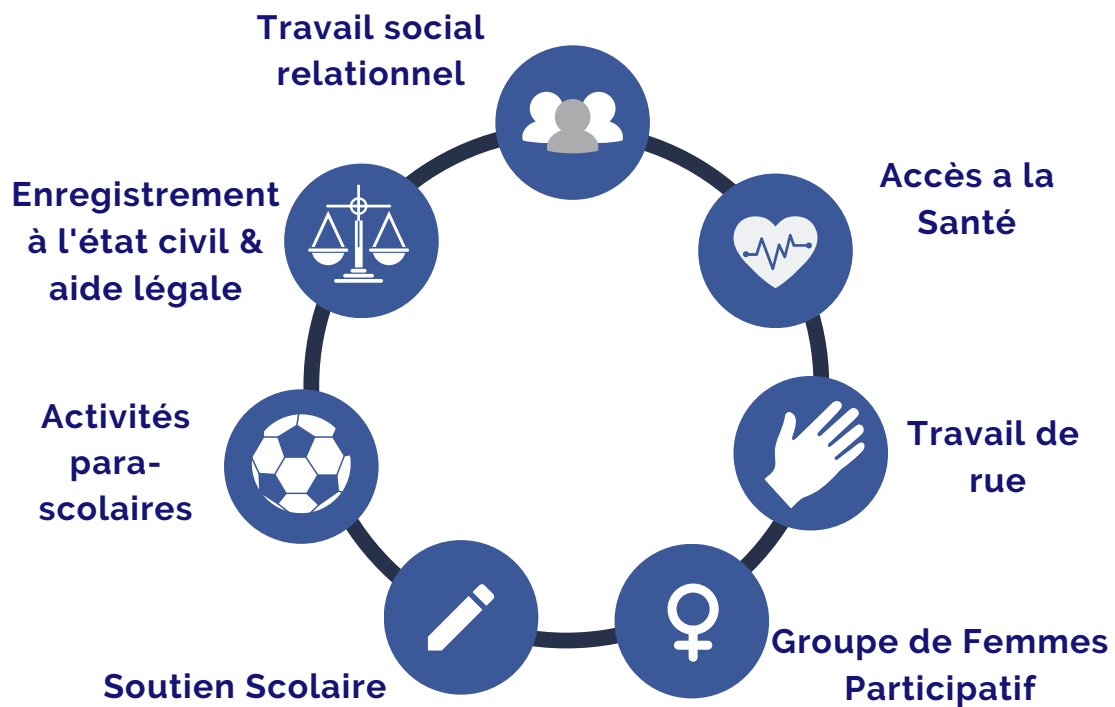 Travail social
relationnel
Accès a la
Santé
Travail de
rue
Groupe de Femmes
Participatif
Soutien Scolaire
Activités
para-
scolaires
Enregistrement
à l'état civil &
aide légale